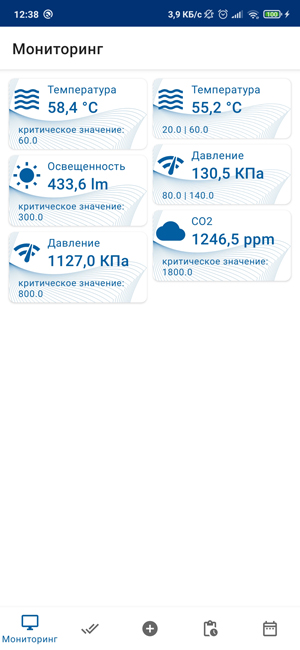 12:38
3,9 КБ/с
100
Мониторинг
Температура
58,4 °C
критическое значение:
60.0
Температура
55,2 °C
20.0 | 60.0
Освещенность
433,6 lm
критическое значение:
300.0
Давление
130,5 КПа
80.0 | 140.0
Давление
1127,0 КПа
критическое значение:
800.0
CO2
1246,5 ppm
критическое значение:
1800.0
Мониторинг